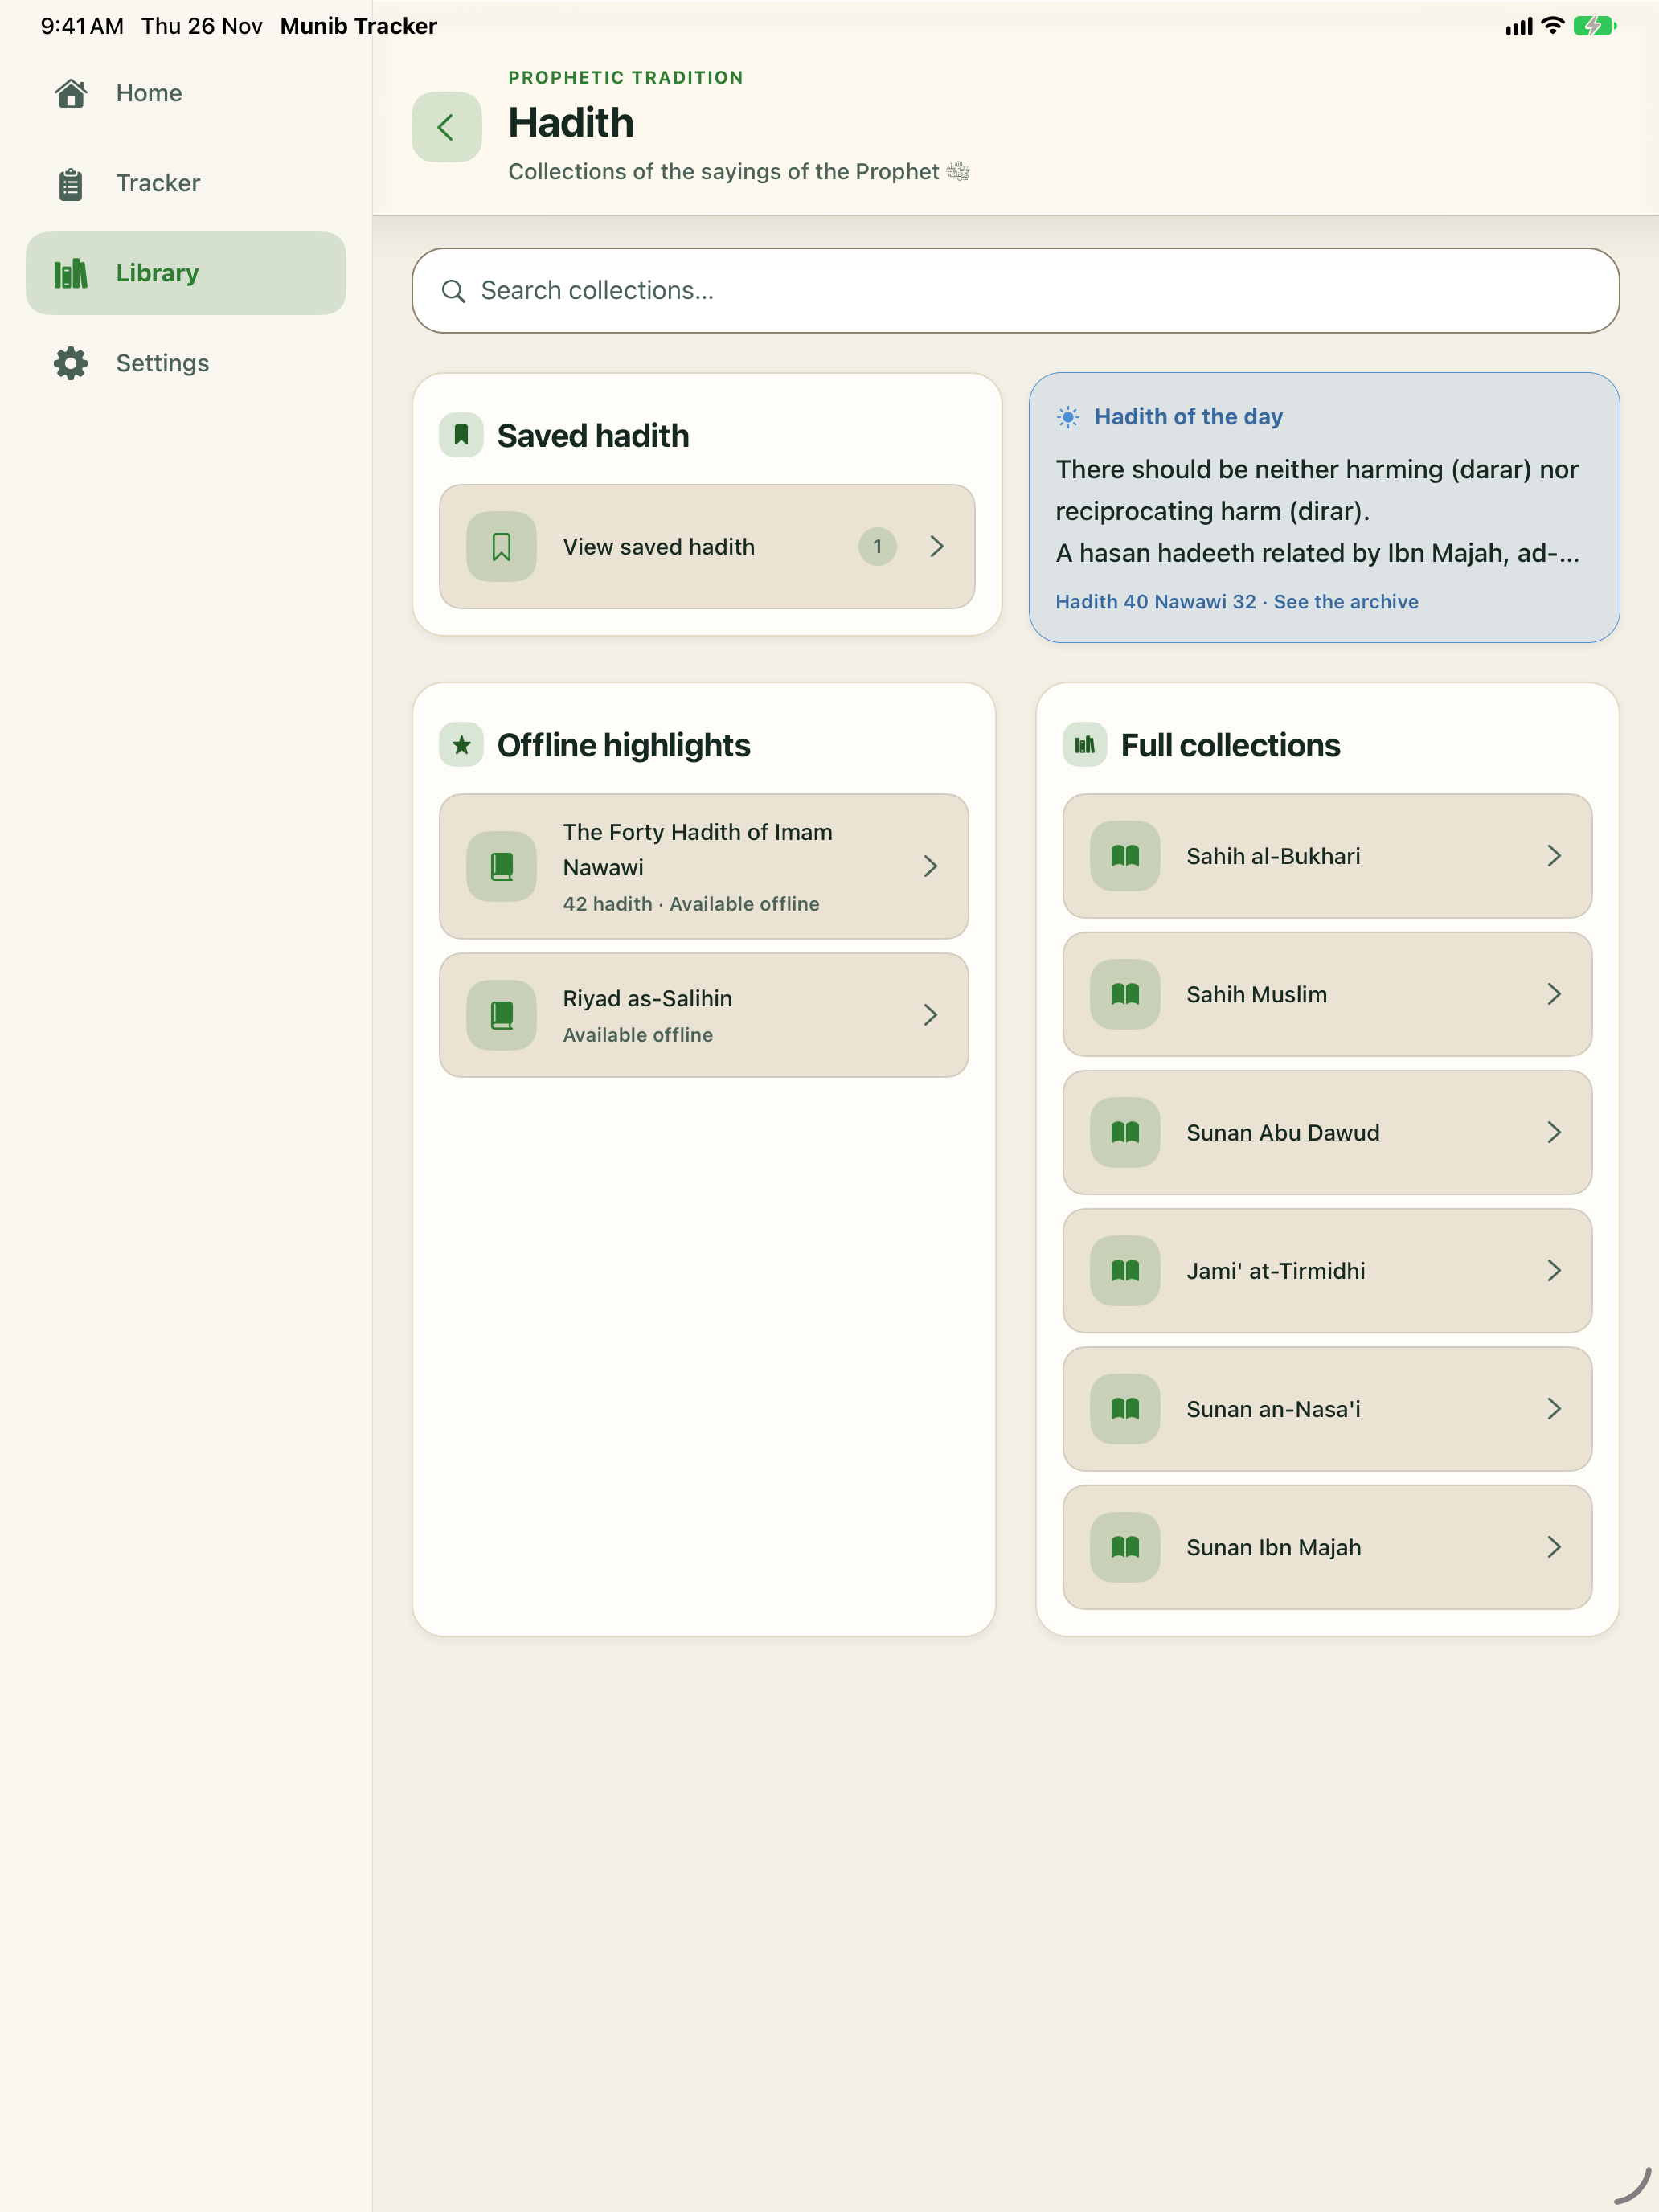 9:41 AM Thu 26 Nov Munib Tracker
Home
Tracker
Library
Settings
PROPHETIC TRADITION
Hadith
Collections of the sayings of the Prophet ﷺ
Search collections...
Saved hadith
View saved hadith 1
Hadith of the day
There should be neither harming (darar) nor
reciprocating harm (dirar).
A hasan hadeeth related by Ibn Majah, ad-...
Hadith 40 Nawawi 32 · See the archive
Offline highlights
The Forty Hadith of Imam
Nawawi
42 hadith · Available offline
Riyad as-Salihin
Available offline
Full collections
Sahih al-Bukhari
Sahih Muslim
Sunan Abu Dawud
Jami' at-Tirmidhi
Sunan an-Nasa'i
Sunan Ibn Majah